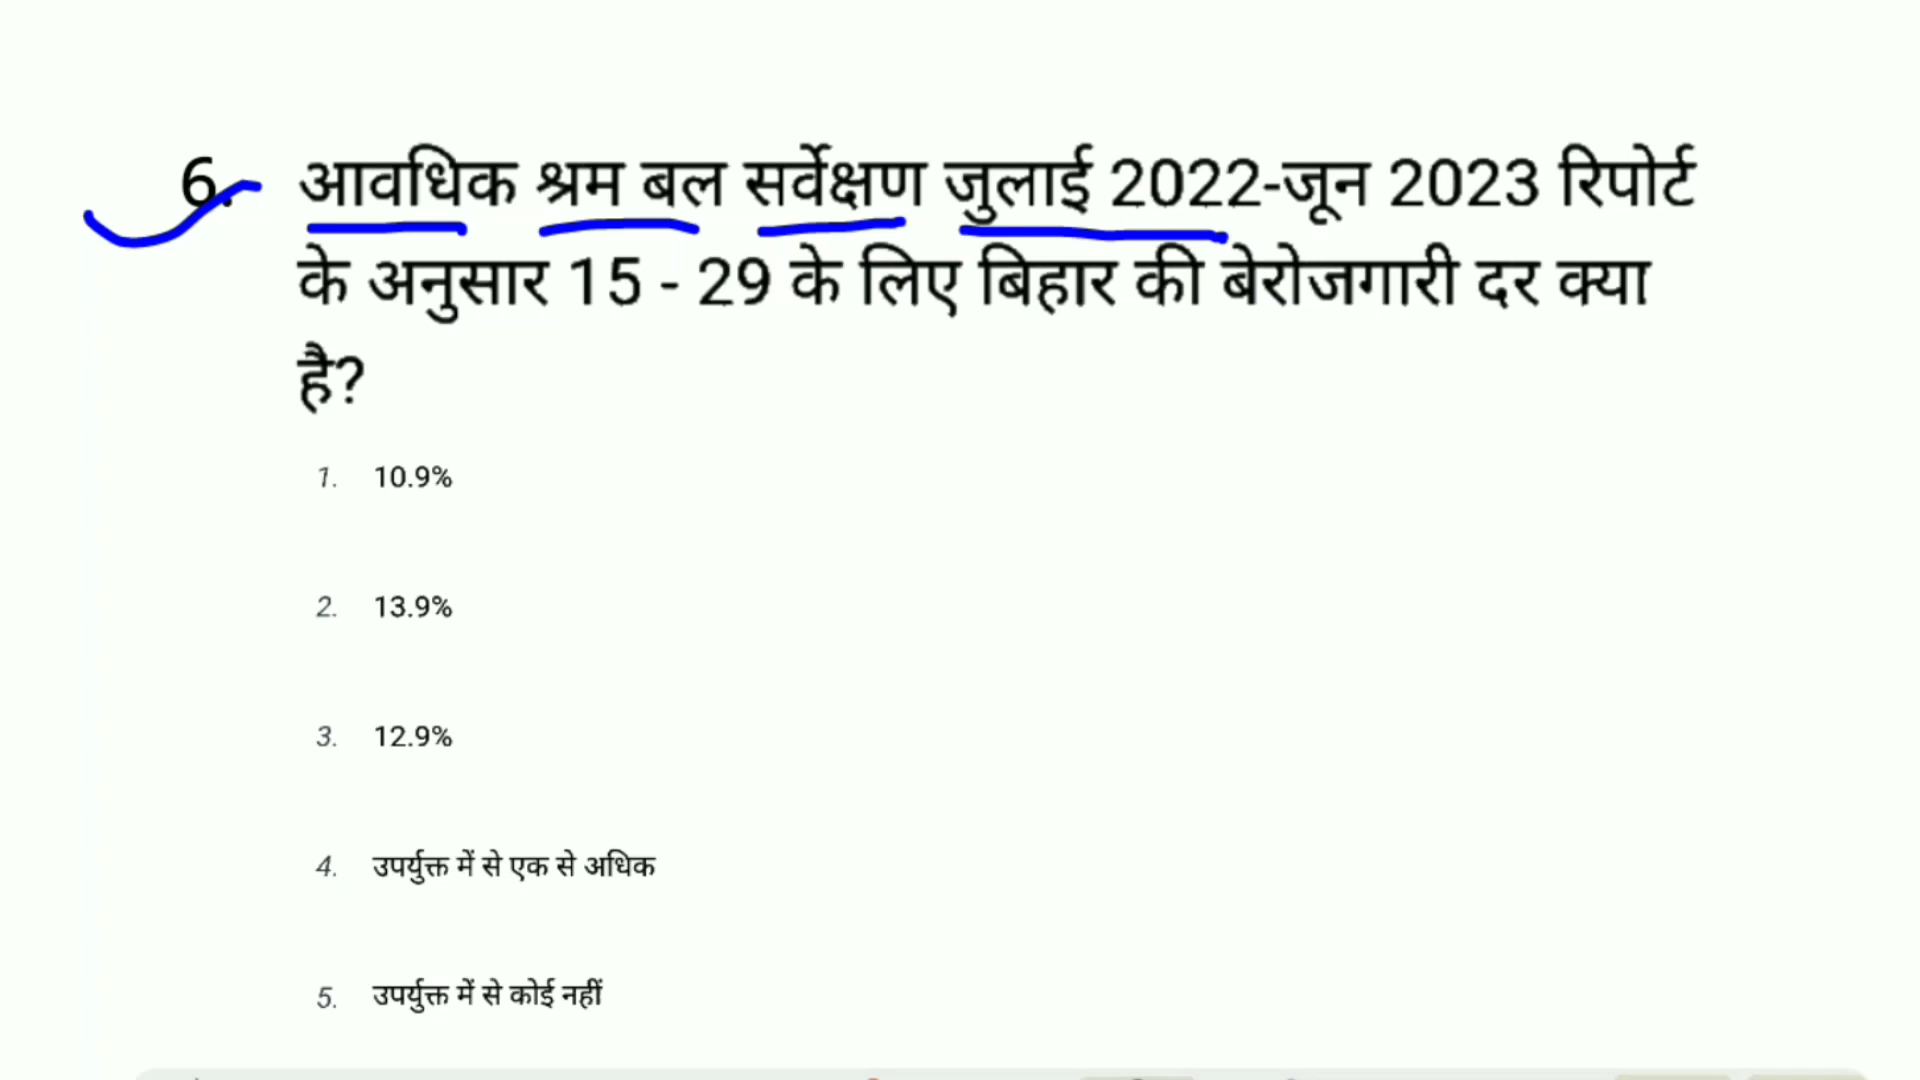 6. आवधिक श्रम बल सर्वेक्षण जुलाई 2022-जून 2023 रिपोर्ट
के अनुसार 15 - 29 के लिए बिहार की बेरोजगारी दर क्या
है?
1. 10.9%
2. 13.9%
3. 12.9%
4. उपर्युक्त में से एक से अधिक
5. उपर्युक्त में से कोई नहीं